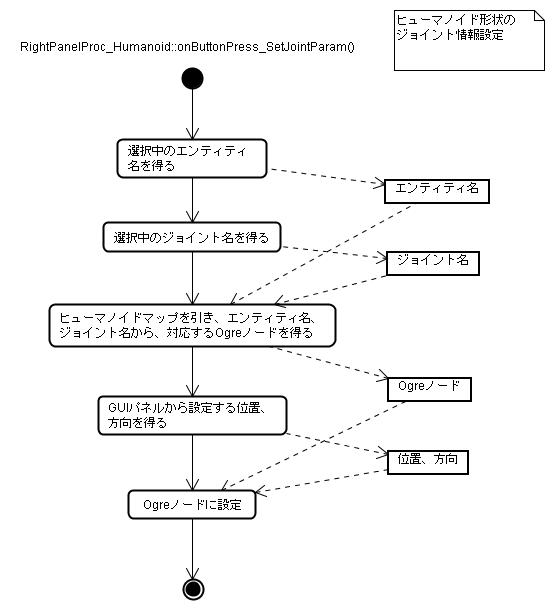 ヒューマノイド形状の
ジョイント情報設定
RightPanelProc_Humanoid::onButtonPress_SetJointParam()
選択中のエンティティ
名を得る
エンティティ名
選択中のジョイント名を得る
ジョイント名
ヒューマノイドマップを引き、エンティティ名、
ジョイント名から、対応するOgreノードを得る
Ogreノード
GUIパネルから設定する位置、
方向を得る
位置、方向
Ogreノードに設定